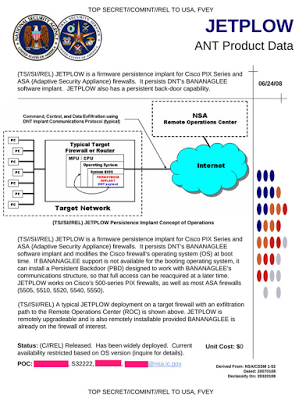 TOP SECRET//COMINT//REL TO USA, FVEY
JETPLOW
ANT Product Data
(TS//SI//REL) JETPLOW is a firmware persistence implant for Cisco PIX Series and
ASA (Adaptive Security Appliance) firewalls. It persists DNT's BANANAGLEE
software implant. JETPLOW also has a persistent back-door capability.
06/24/08
Command, Control, and Data Exfiltration using
DNT Implant Communications Protocol (typical)
NSA
Remote Operations Center
Typical Target
Firewall or Router
MPU / CPU
Operating System
System BIOS
PERSISTENCE
IMPLANT
DNT payload
Internet
PC
PC
PC
PC
PC
PC
Target Network
(TS//SI//REL) JETPLOW Persistence Implant Concept of Operations
(TS//SI//REL) JETPLOW is a firmware persistence implant for Cisco PIX Series and
ASA (Adaptive Security Appliance) firewalls. It persists DNT's BANANAGLEE
software implant and modifies the Cisco firewall's operating system (OS) at boot
time. If BANANAGLEE support is not available for the booting operating system, it
can install a Persistent Backdoor (PBD) designed to work with BANANAGLEE's
communications structure, so that full access can be reacquired at a later time.
JETPLOW works on Cisco's 500-series PIX firewalls, as well as most ASA firewalls
(5505, 5510, 5520, 5540, 5550).
(TS//SI//REL) A typical JETPLOW deployment on a target firewall with an exfiltration
path to the Remote Operations Center (ROC) is shown above. JETPLOW is
remotely upgradeable and is also remotely installable provided BANANAGLEE is
already on the firewall of interest.
Status: (C//REL) Released. Has been widely deployed. Current
availability restricted based on OS version (inquire for details).
Unit Cost: $0
POC: , S32222, , @nsa.ic.gov
Derived From: NSA/CSSM 1-52
Dated: 20070108
Declassify On: 20320108
TOP SECRET//COMINT//REL TO USA, FVEY